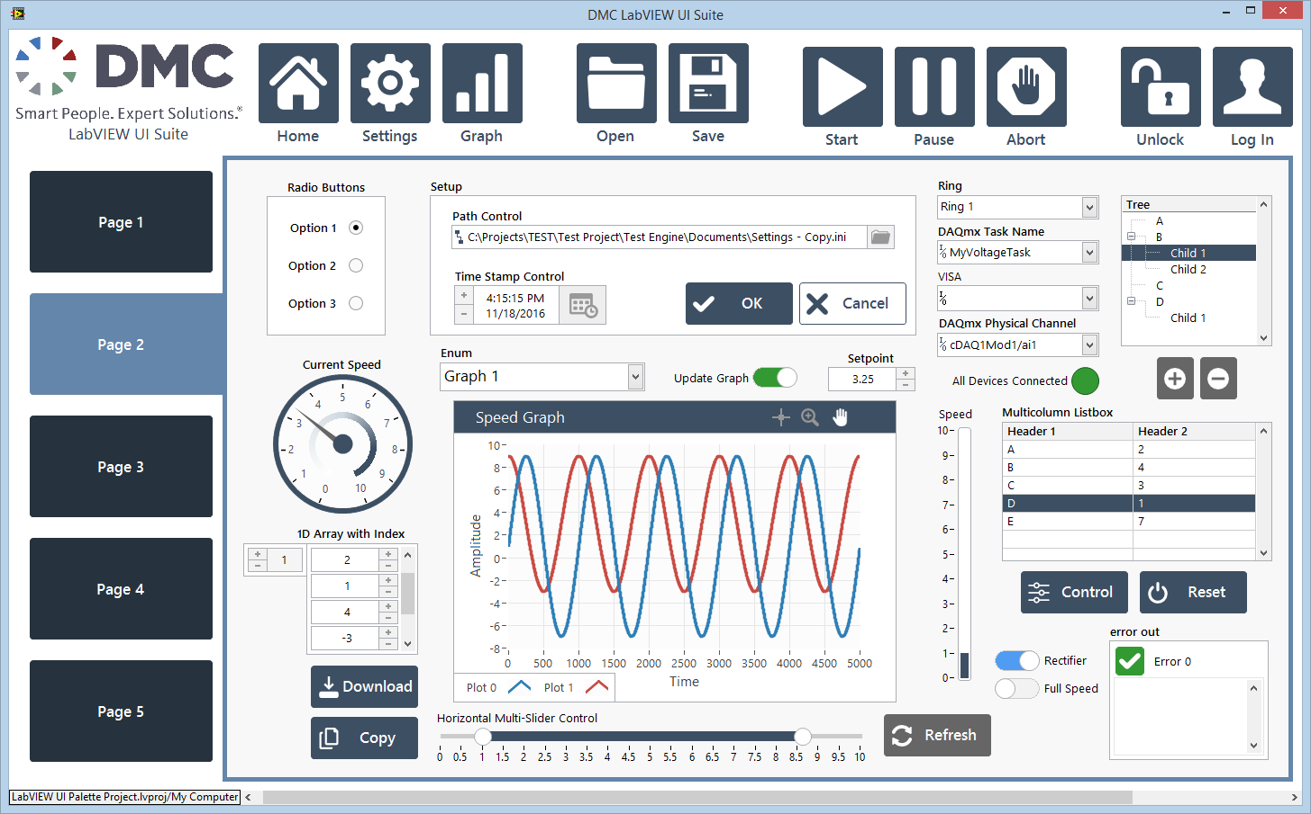 DMC LabVIEW UI Suite
DMC
Smart People. Expert Solutions.®
LabVIEW UI Suite
Home
Settings
Graph
Open
Save
Start
Pause
Abort
Unlock
Log In
Page 1
Page 2
Page 3
Page 4
Page 5
Radio Buttons
Option 1
Option 2
Option 3
Setup
Path Control
C:\Projects\TEST\Test Project\Test Engine\Documents\Settings - Copy.ini
Time Stamp Control
4:15:15 PM
11/18/2016
OK
Cancel
Ring
Ring 1
DAQmx Task Name
MyVoltageTask
VISA
DAQmx Physical Channel
cDAQ1Mod1/ai1
All Devices Connected
Tree
A
B
Child 1
Child 2
C
D
Child 1
Current Speed
0 1 2 3 4 5 6 7 8 9 10
Enum
Graph 1
Update Graph
Setpoint
3.25
Speed Graph
Amplitude
10
8
6
4
2
0
-2
-4
-6
-8
0 500 1000 1500 2000 2500 3000 3500 4000 4500 5000
Time
Plot 0 Plot 1
1D Array with Index
1
2
1
4
-3
Download
Copy
Horizontal Multi-Slider Control
0 0.5 1 1.5 2 2.5 3 3.5 4 4.5 5 5.5 6 6.5 7 7.5 8 8.5 9 9.5 10
Refresh
Speed
10
9
8
7
6
5
4
3
2
1
0
Multicolumn Listbox
Header 1 Header 2
A 2
B 4
C 3
D 1
E 7
Control
Reset
Rectifier
Full Speed
error out
Error 0
LabVIEW UI Palette Project.lvproj/My Computer